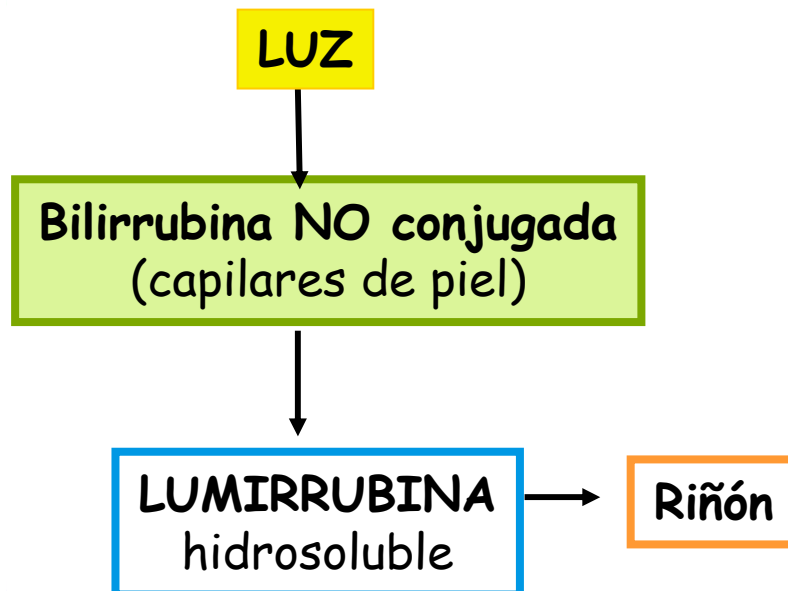 LUZ
Bilirrubina NO conjugada
(capilares de piel)
LUMIRRUBINA
hidrosoluble
Riñón